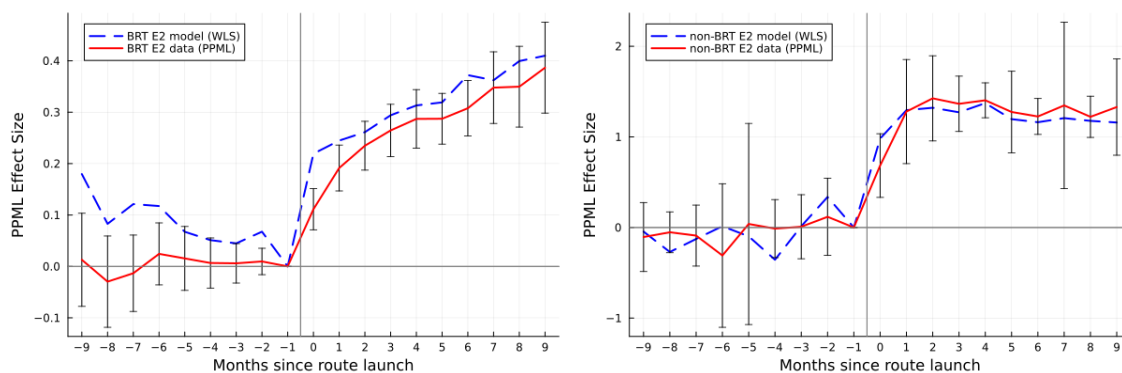 BRT E2 model (WLS)
BRT E2 data (PPML)
PPML Effect Size
0.4
0.3
0.2
0.1
0.0
−0.1
−9 −8 −7 −6 −5 −4 −3 −2 −1 0 1 2 3 4 5 6 7 8 9
Months since route launch
non-BRT E2 model (WLS)
non-BRT E2 data (PPML)
PPML Effect Size
2
1
0
−1
−9 −8 −7 −6 −5 −4 −3 −2 −1 0 1 2 3 4 5 6 7 8 9
Months since route launch